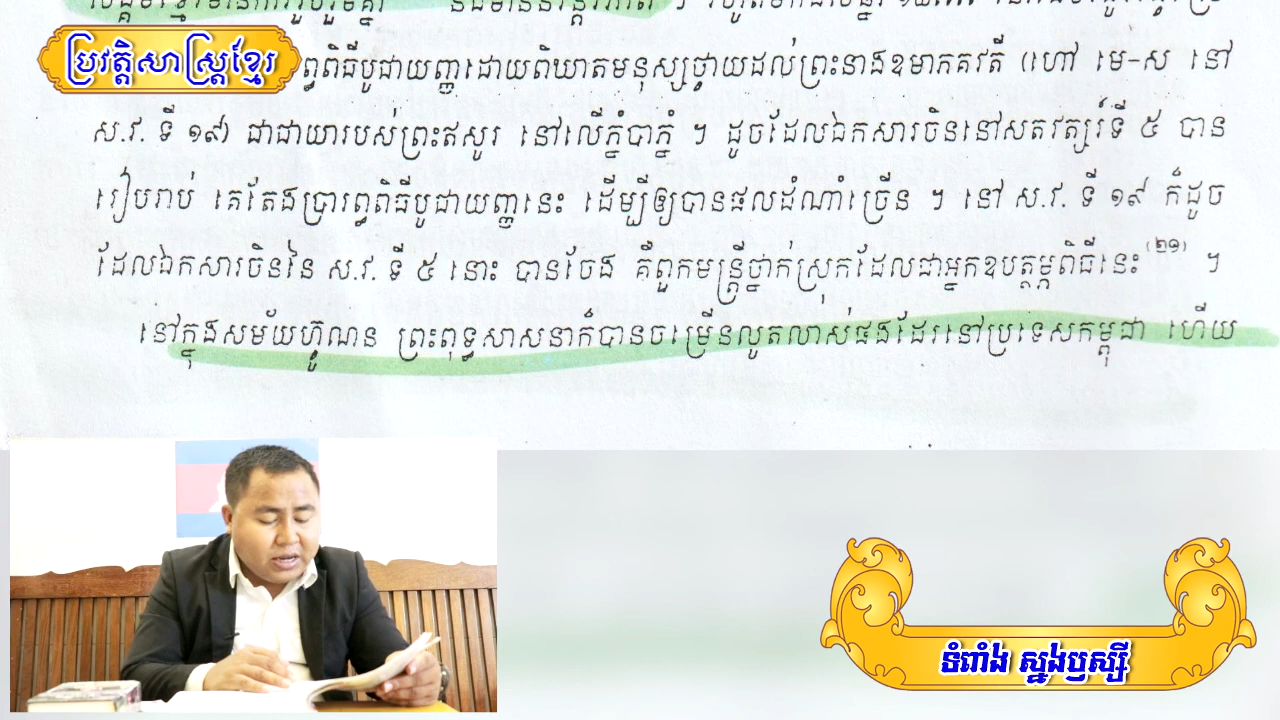 ប្រវត្តិសាស្ត្រខ្មែរ
ពិធីបូជាយញ្ញដោយពិឃាតមនុស្សថ្វាយដល់ព្រះនាងឧមាភគវតី (ហៅ មេ-ស នៅ
ស.វ. ទី ១៩) ជាជាយារបស់ព្រះឥសូរ នៅលើភ្នំបាភ្នំ ។ ដូចដែលឯកសារចិននៅសតវត្សរ៍ទី ៥ បាន
រៀបរាប់ គេតែងប្រារព្ធពិធីបូជាយញ្ញនេះ ដើម្បីឲ្យបានផលដំណាំច្រើន ។ នៅ ស.វ. ទី ១៩ ក៏ដូច
ដែលឯកសារចិននៃ ស.វ. ទី ៥ នោះ បានចែង គឺពួកមន្ត្រីថ្នាក់ស្រុកដែលជាអ្នកឧបត្ថម្ភពិធីនេះ (២១) ។
នៅក្នុងសម័យហ្វូណន ព្រះពុទ្ធសាសនាក៏បានចម្រើនលូតលាស់ផងដែរនៅប្រទេសកម្ពុជា ហើយ
ទំពាំង ស្នងឫស្សី